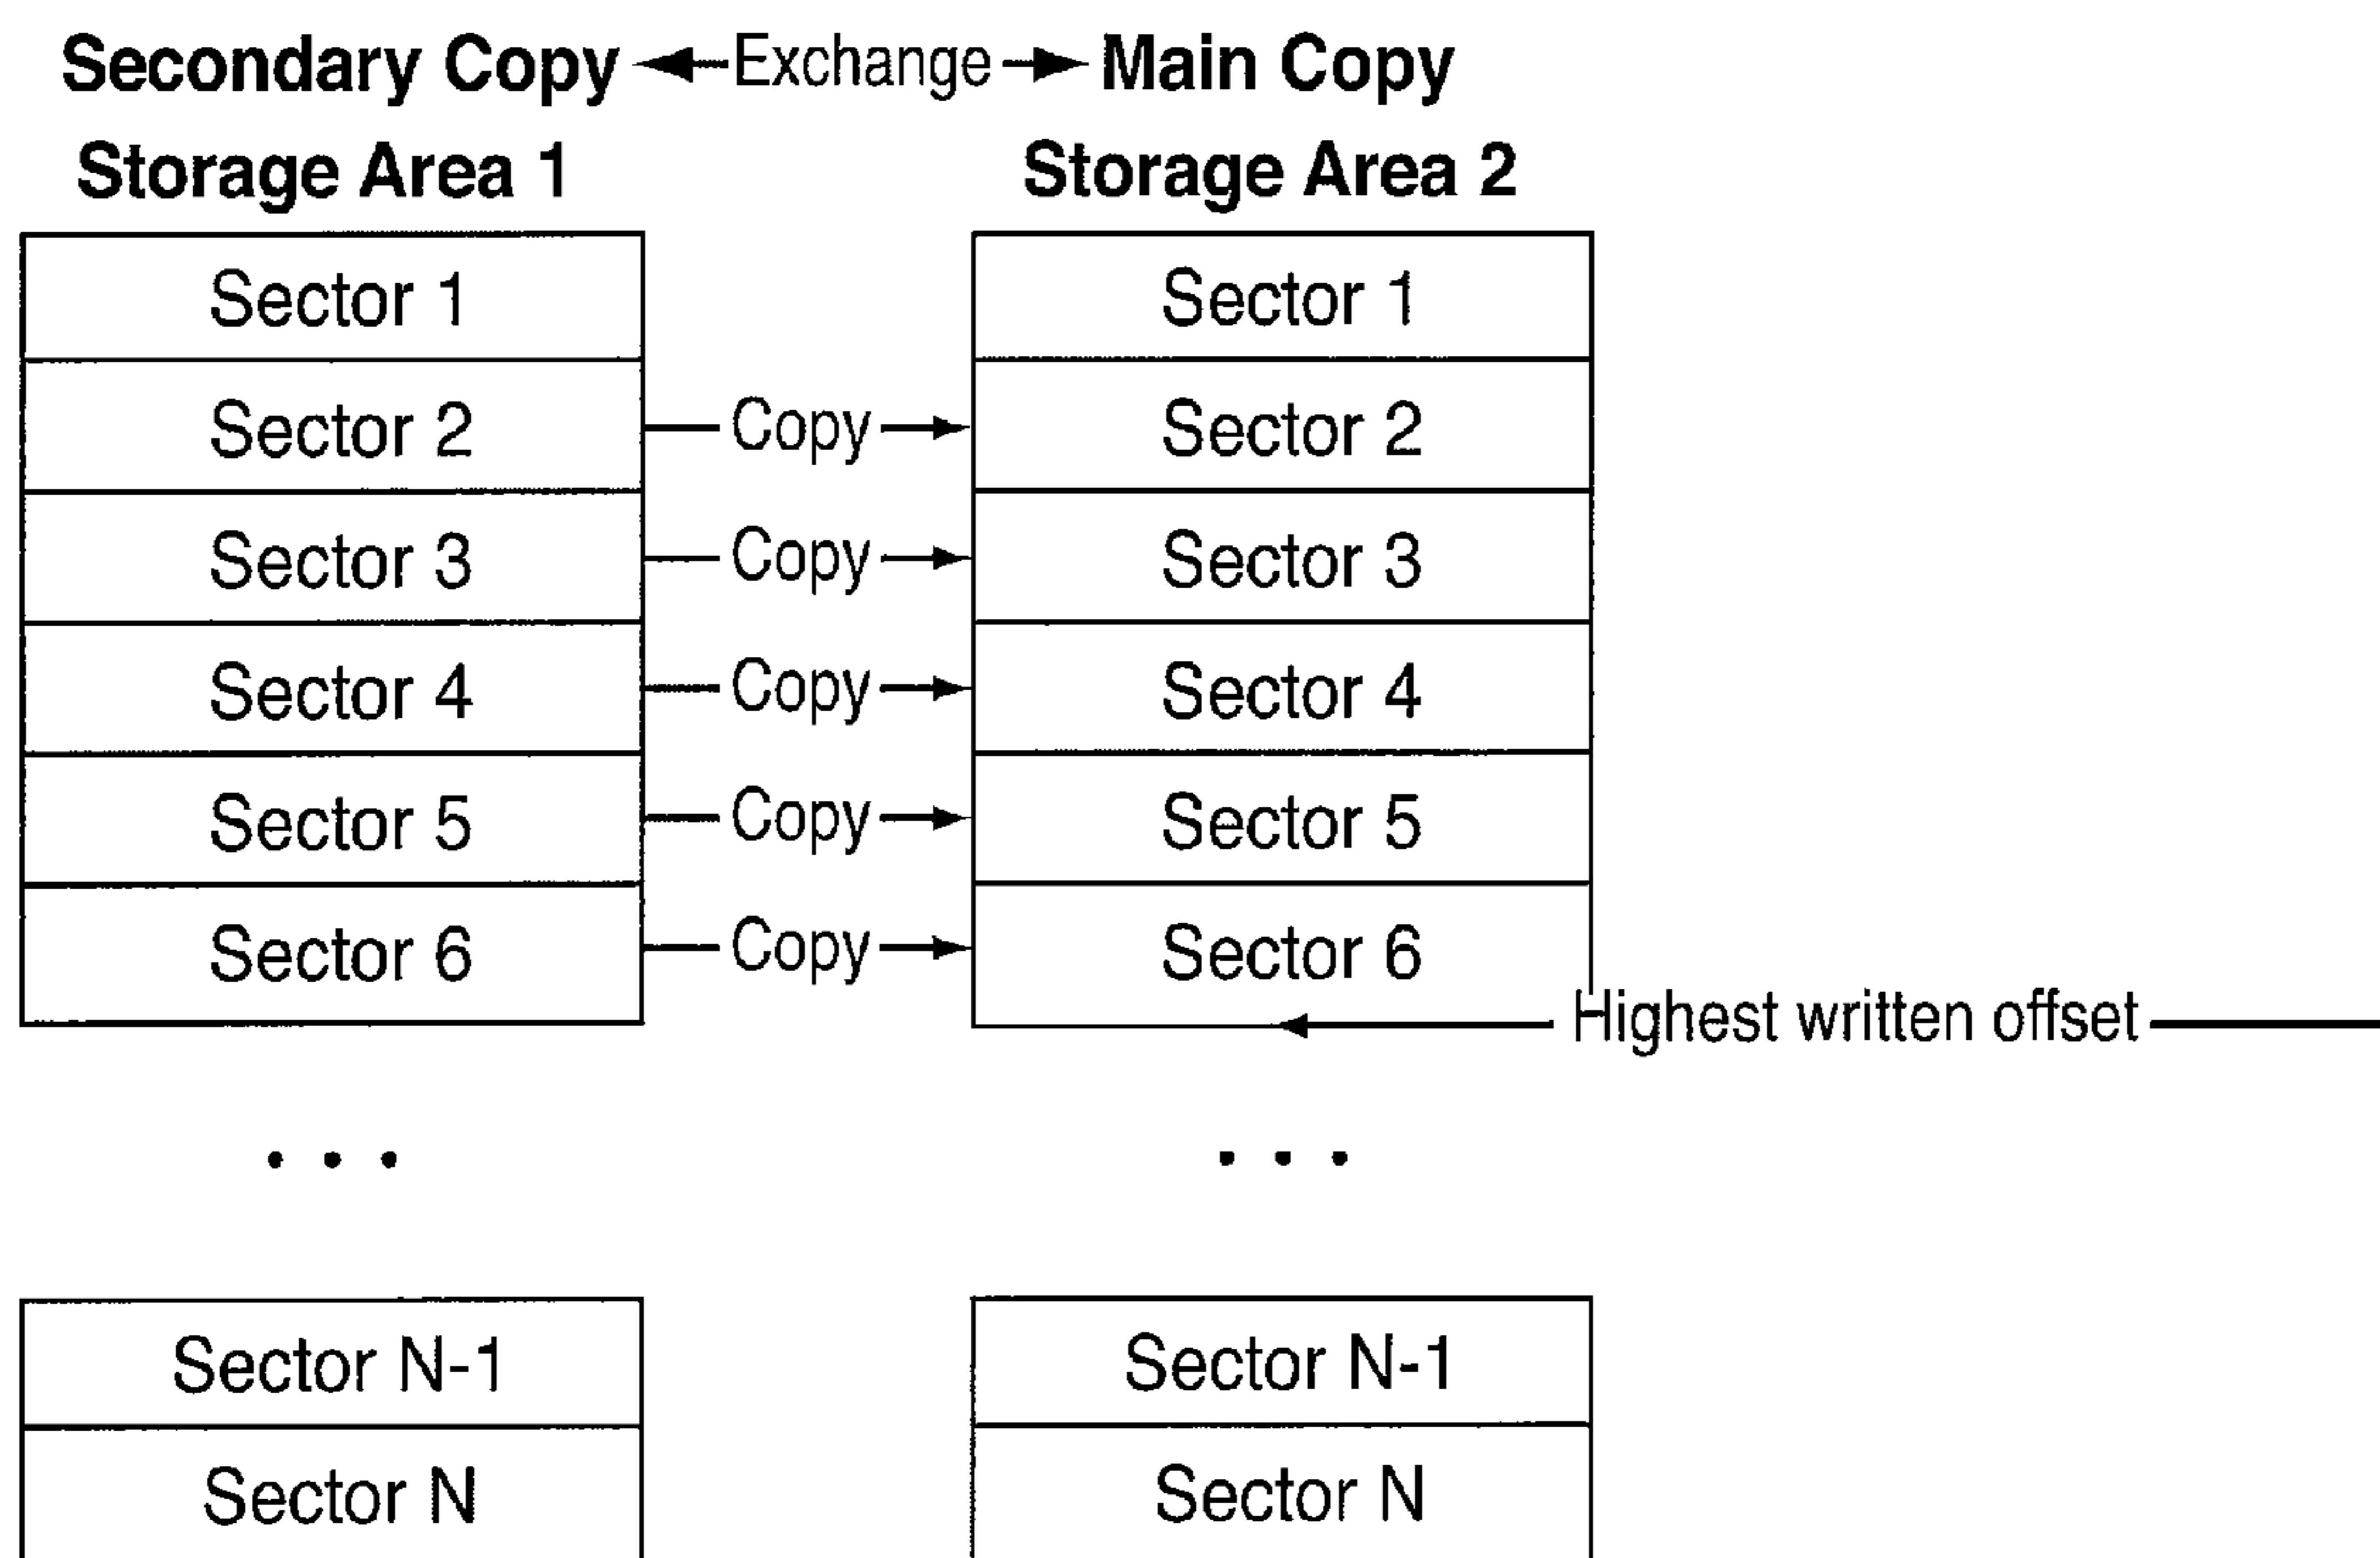 Secondary Copy Exchange Main Copy
Storage Area 1 Storage Area 2
Sector 1 Sector 1
Sector 2 Copy Sector 2
Sector 3 Copy Sector 3
Sector 4 Copy Sector 4
Sector 5 Copy Sector 5
Sector 6 Copy Sector 6
Highest written offset
. . . . . .
Sector N-1 Sector N-1
Sector N Sector N